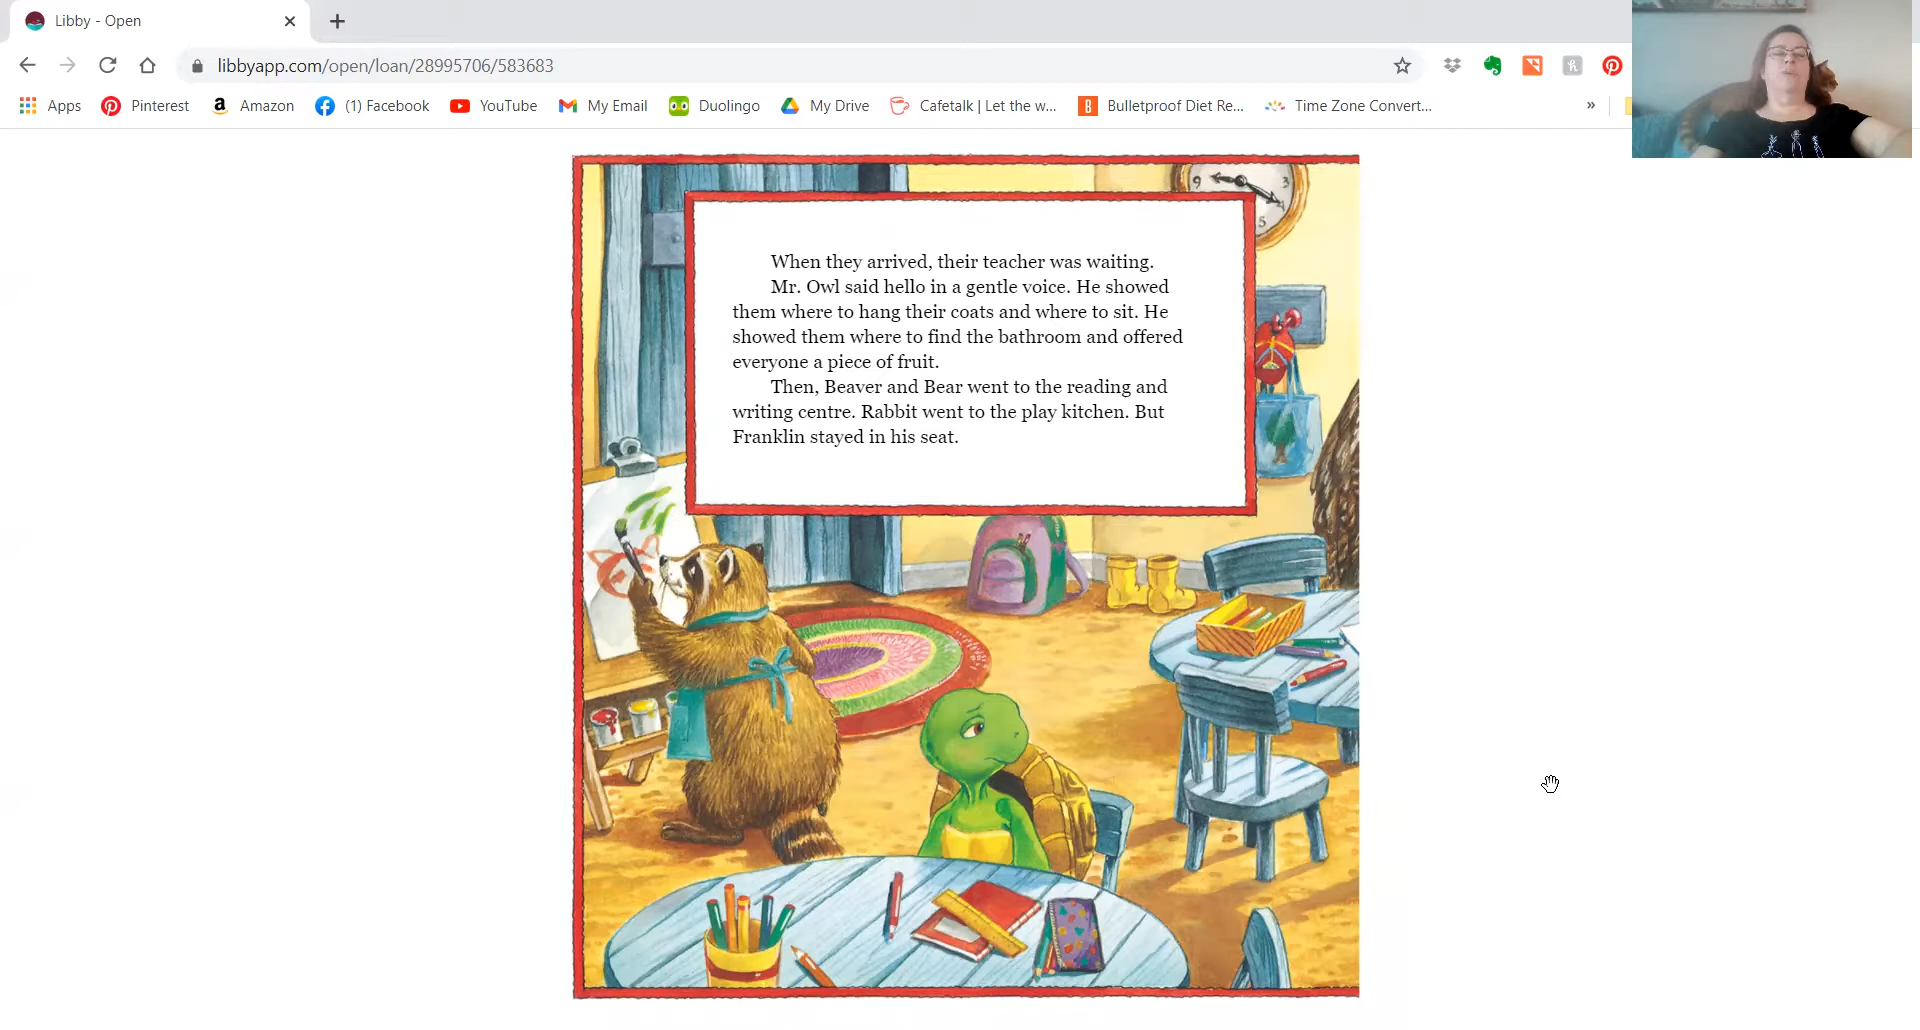 Libby - Open
libbyapp.com/open/loan/28995706/583683
Apps Pinterest Amazon (1) Facebook YouTube My Email Duolingo My Drive Cafetalk | Let the w... Bulletproof Diet Re... Time Zone Convert... »
9 3
4
5
When they arrived, their teacher was waiting.
Mr. Owl said hello in a gentle voice. He showed
them where to hang their coats and where to sit. He
showed them where to find the bathroom and offered
everyone a piece of fruit.
Then, Beaver and Bear went to the reading and
writing centre. Rabbit went to the play kitchen. But
Franklin stayed in his seat.